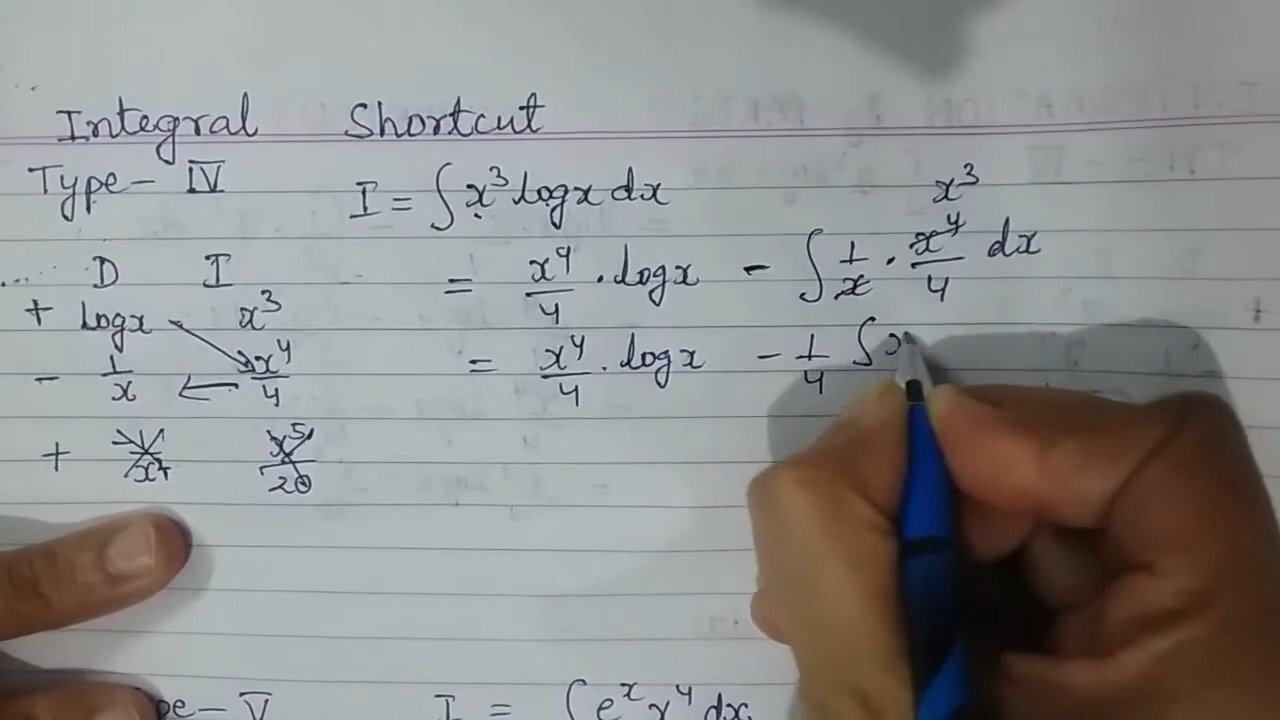 Integral Shortcut
Type - IV I = ∫ x³ log x dx
x³
D I = x⁴/4 . log x - ∫ 1/x . x⁴/4 dx
+ log x x³
- 1/x x⁴/4 = x⁴/4 . log x - 1/4 ∫ x
+ x⁵/20
pe - V I = ∫ eˣ x⁴ dx